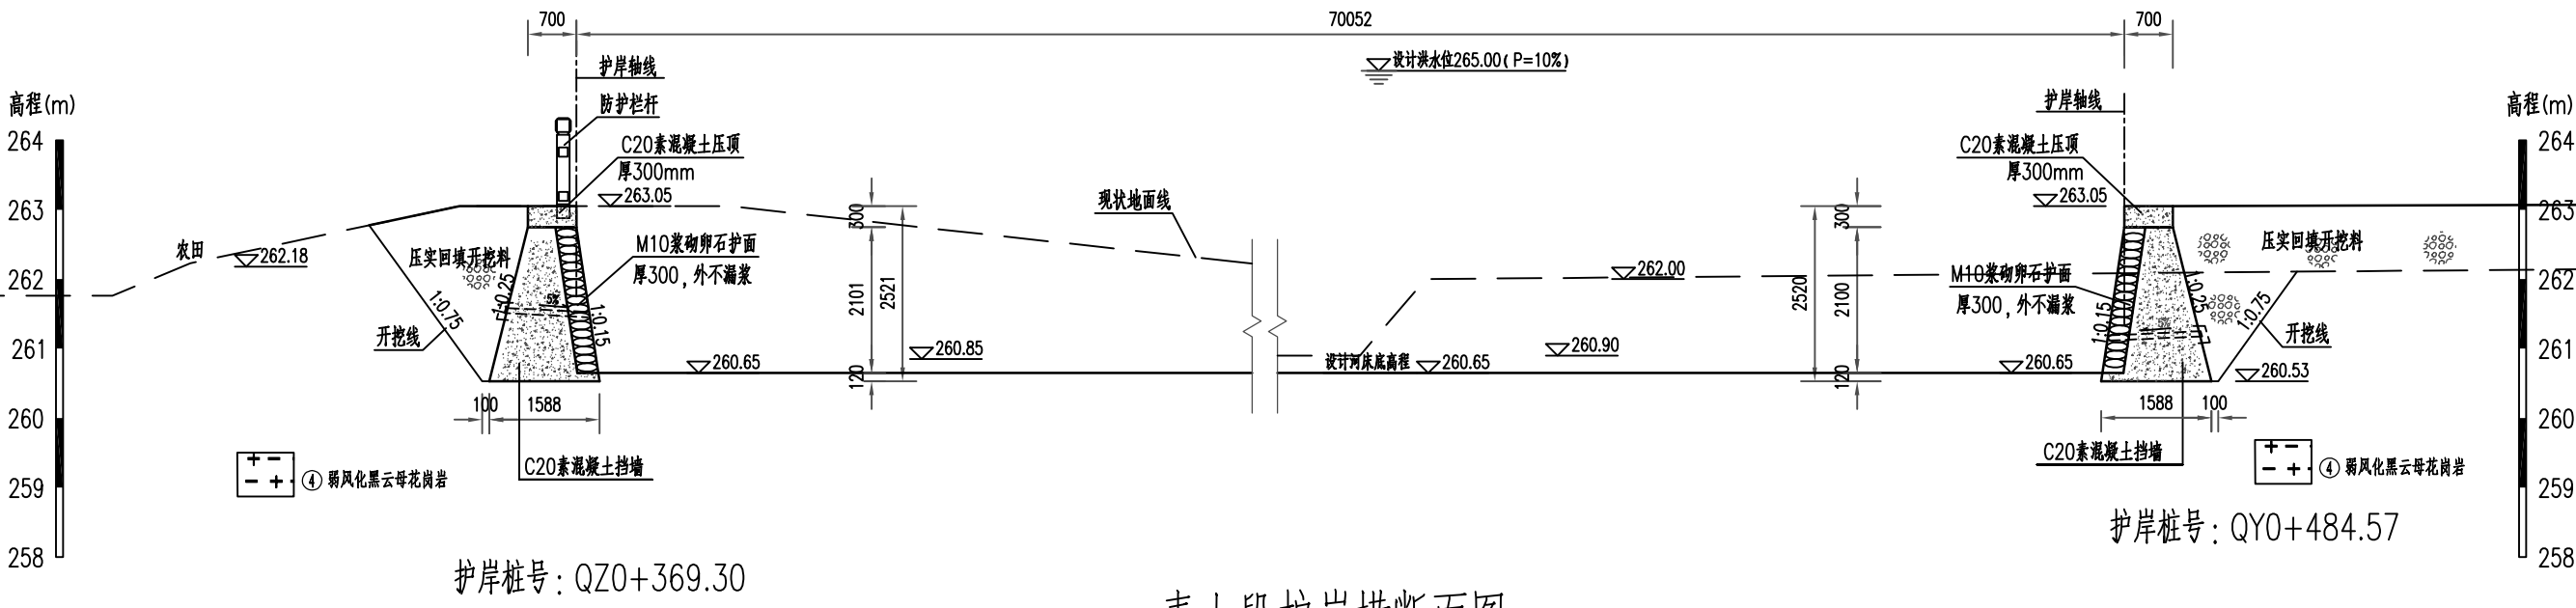 700
70052
700
设计洪水位265.00(P=10%)
护岸轴线
防护栏杆
C20素混凝土压顶
厚300mm
263.05
高程(m)
264
263
262
261
260
259
258
农田
262.18
压实回填开挖料
1:0.75
开挖线
1:0.25
5%
1:0.15
M10浆砌卵石护面
厚300,外不漏浆
260.65
260.85
300
2101
120
2521
100
1588
C20素混凝土挡墙
④ 弱风化黑云母花岗岩
护岸桩号：QZ0+369.30
现状地面线
262.00
设计河床底高程
260.65
260.90
260.65
2520
300
2100
120
护岸轴线
C20素混凝土压顶
厚300mm
263.05
压实回填开挖料
M10浆砌卵石护面
厚300,外不漏浆
1:0.15
5%
1:0.25
1:0.75
开挖线
260.53
1588
100
C20素混凝土挡墙
④ 弱风化黑云母花岗岩
护岸桩号：QY0+484.57
高程(m)
264
263
262
261
260
259
258